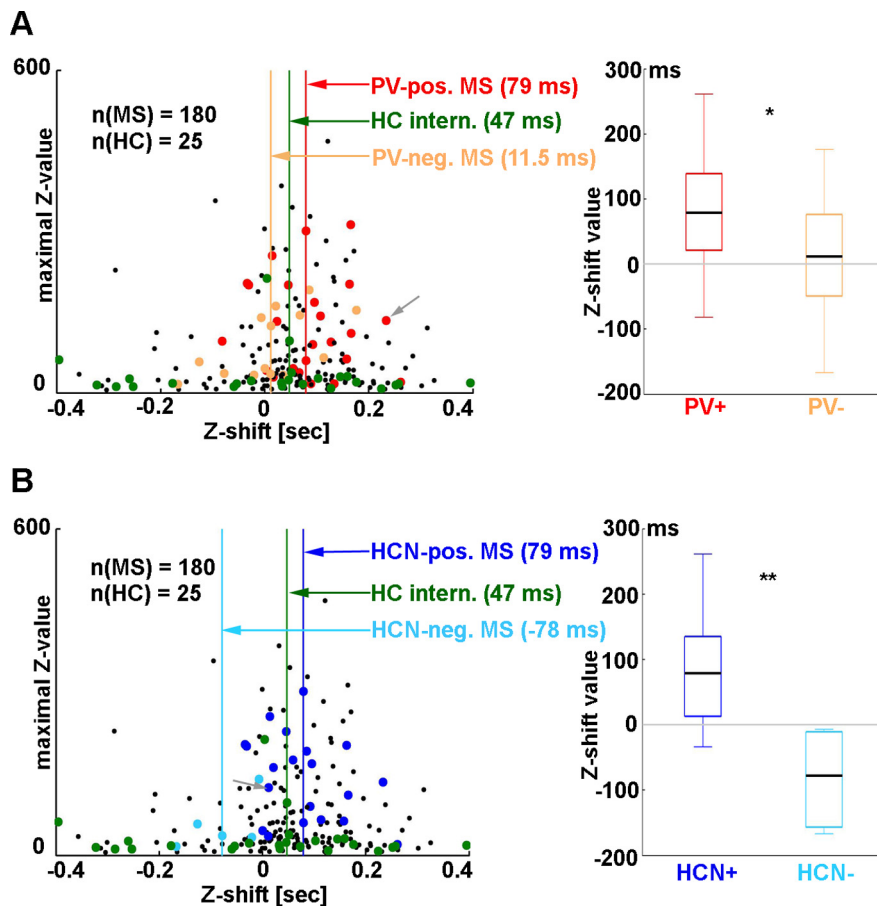 A
600
n(MS) = 180
n(HC) = 25
PV-pos. MS (79 ms)
HC intern. (47 ms)
PV-neg. MS (11.5 ms)
maximal Z-value
0
-0.4
-0.2
0
0.2
0.4
Z-shift [sec]
300
ms
200
100
0
-100
-200
Z-shift value
*
PV+
PV-
B
600
n(MS) = 180
n(HC) = 25
HCN-pos. MS (79 ms)
HC intern. (47 ms)
HCN-neg. MS (-78 ms)
maximal Z-value
0
-0.4
-0.2
0
0.2
0.4
Z-shift [sec]
300
ms
200
100
0
-100
-200
Z-shift value
**
HCN+
HCN-